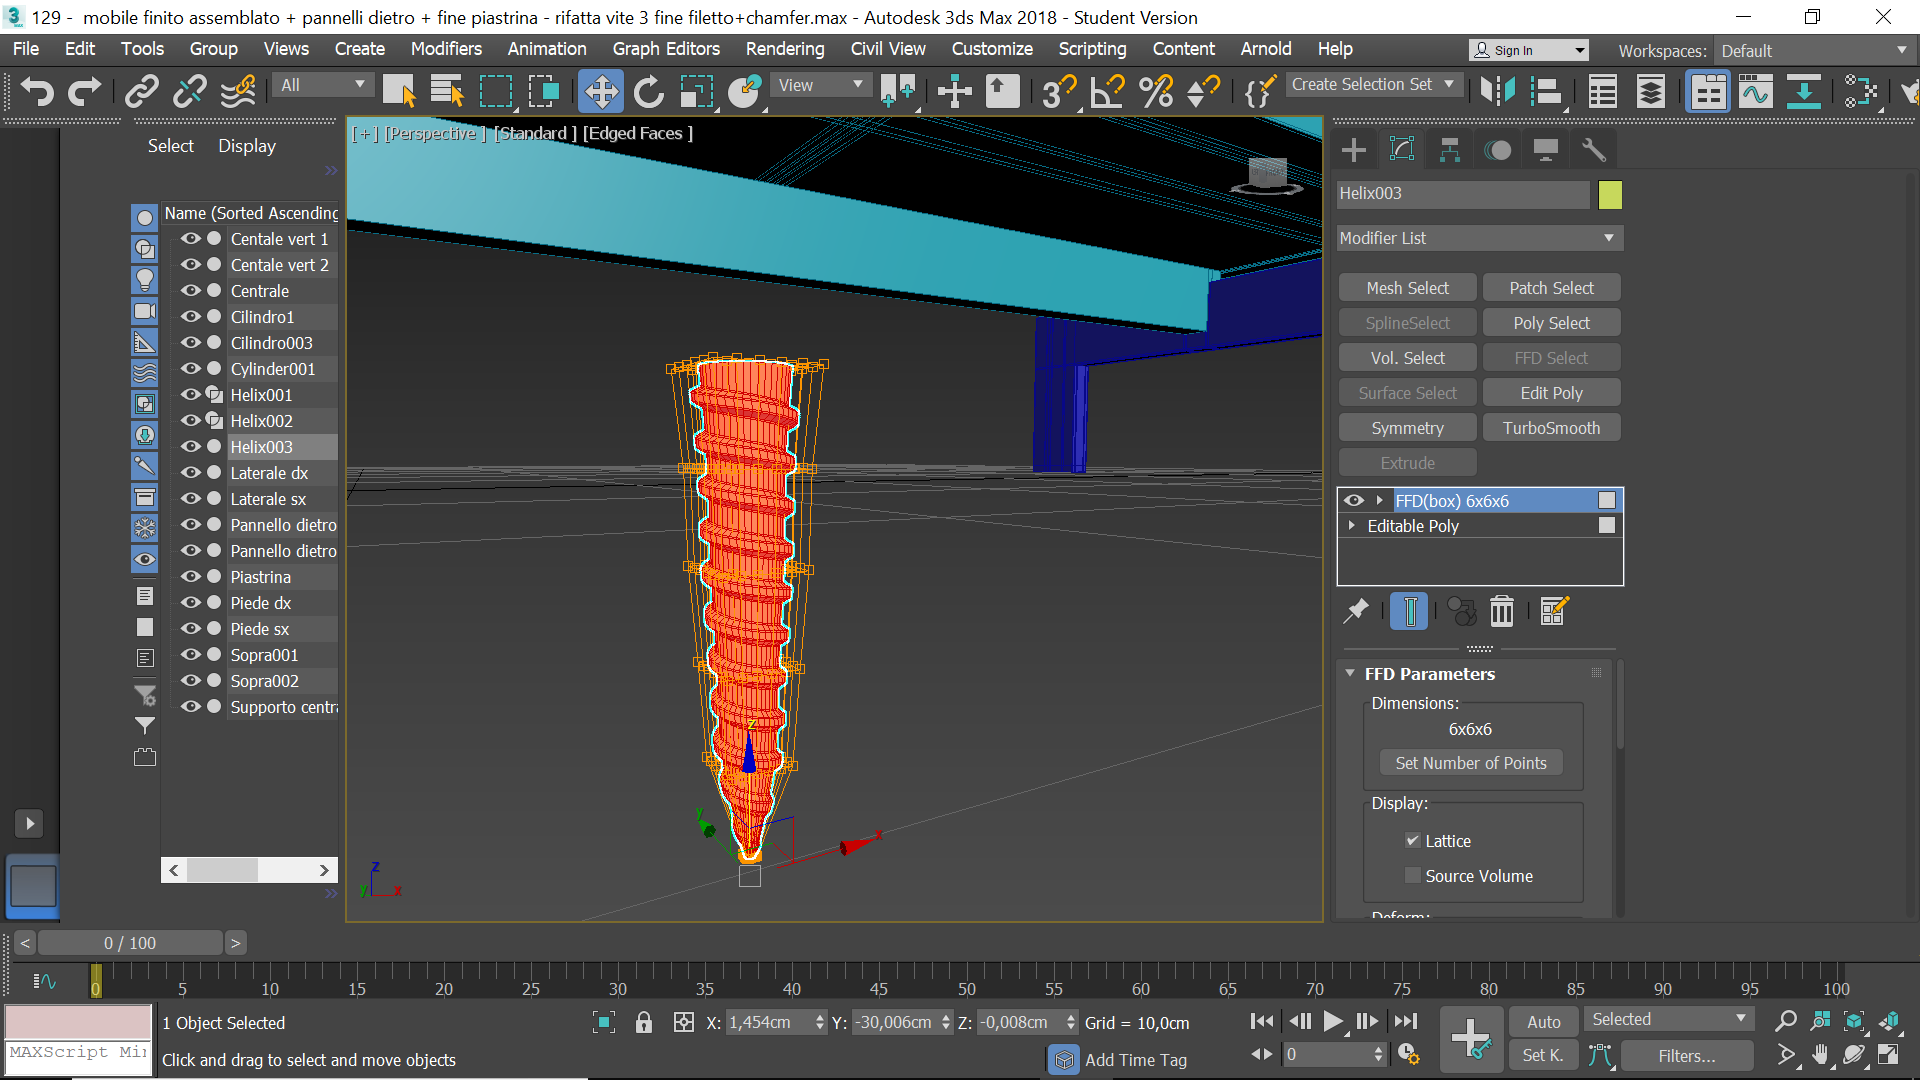 129 - mobile finito assemblato + pannelli dietro + fine piastrina - rifatta vite 3 fine filetto+chamfer.max - Autodesk 3ds Max 2018 - Student Version
File Edit Tools Group Views Create Modifiers Animation Graph Editors Rendering Civil View Customize Scripting Content Arnold Help Sign In Workspaces: Default
All View Create Selection Set
Select Display
[+] [Perspective ] [Standard ] [Edged Faces ]
Name (Sorted Ascending
Centale vert 1
Centale vert 2
Centrale
Cilindro1
Cilindro003
Cylinder001
Helix001
Helix002
Helix003
Laterale dx
Laterale sx
Pannello dietro
Pannello dietro
Piastrina
Piede dx
Piede sx
Sopra001
Sopra002
Supporto centra
z
y
x
z
y
x
Helix003
Modifier List
Mesh Select Patch Select
SplineSelect Poly Select
Vol. Select FFD Select
Surface Select Edit Poly
Symmetry TurboSmooth
Extrude
FFD(box) 6x6x6
Editable Poly
FFD Parameters
Dimensions:
6x6x6
Set Number of Points
Display:
Lattice
Source Volume
Deform:
< 0 / 100 >
0 5 10 15 20 25 30 35 40 45 50 55 60 65 70 75 80 85 90 95 100
1 Object Selected X: 1,454cm Y: -30,006cm Z: -0,008cm Grid = 10,0cm Auto Selected
MAXScript Mir Click and drag to select and move objects Add Time Tag 0 Set K. Filters...